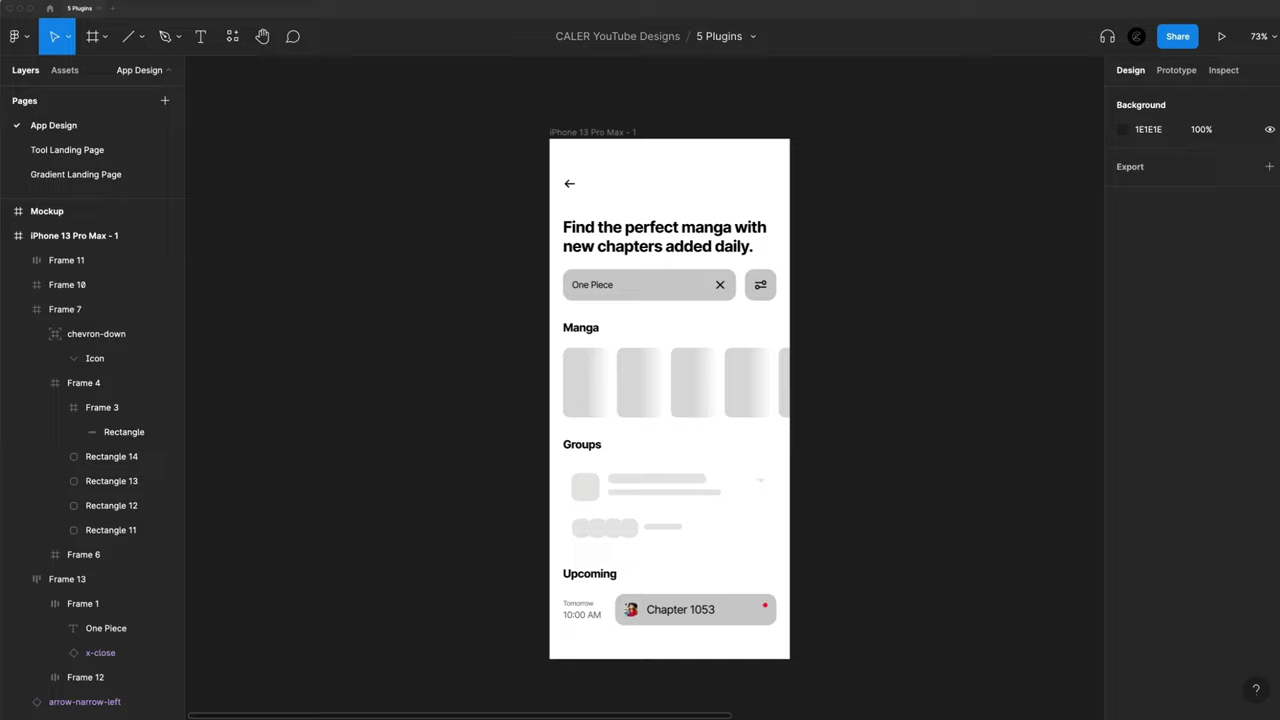 5 Plugins
CALER YouTube Designs / 5 Plugins
Share
73%
Layers
Assets
App Design
Design
Prototype
Inspect
Pages
App Design
Tool Landing Page
Gradient Landing Page
Mockup
iPhone 13 Pro Max - 1
Frame 11
Frame 10
Frame 7
chevron-down
Icon
Frame 4
Frame 3
Rectangle
Rectangle 14
Rectangle 13
Rectangle 12
Rectangle 11
Frame 6
Frame 13
Frame 1
One Piece
x-close
Frame 12
arrow-narrow-left
iPhone 13 Pro Max - 1
Find the perfect manga with
new chapters added daily.
One Piece
Manga
Groups
Upcoming
Tomorrow
10:00 AM
Chapter 1053
Background
1E1E1E
100%
Export
?